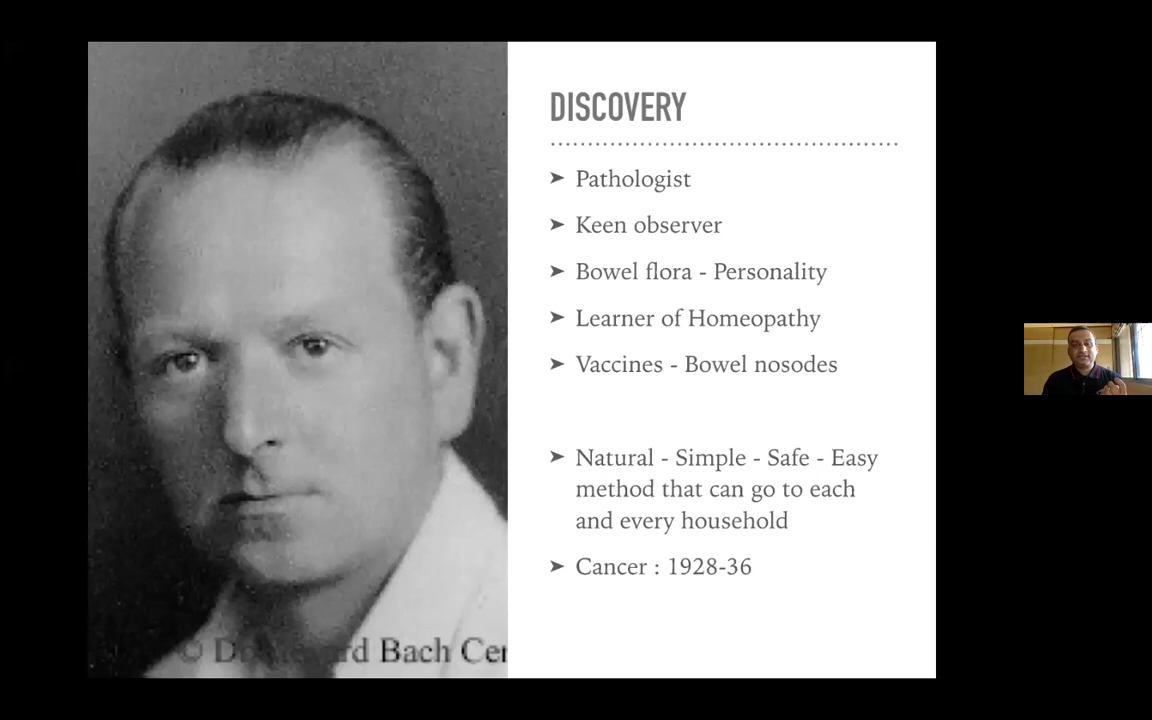 DISCOVERY
➤ Pathologist
➤ Keen observer
➤ Bowel flora - Personality
➤ Learner of Homeopathy
➤ Vaccines - Bowel nosodes
➤ Natural - Simple - Safe - Easy
method that can go to each
and every household
➤ Cancer : 1928-36
© Bach